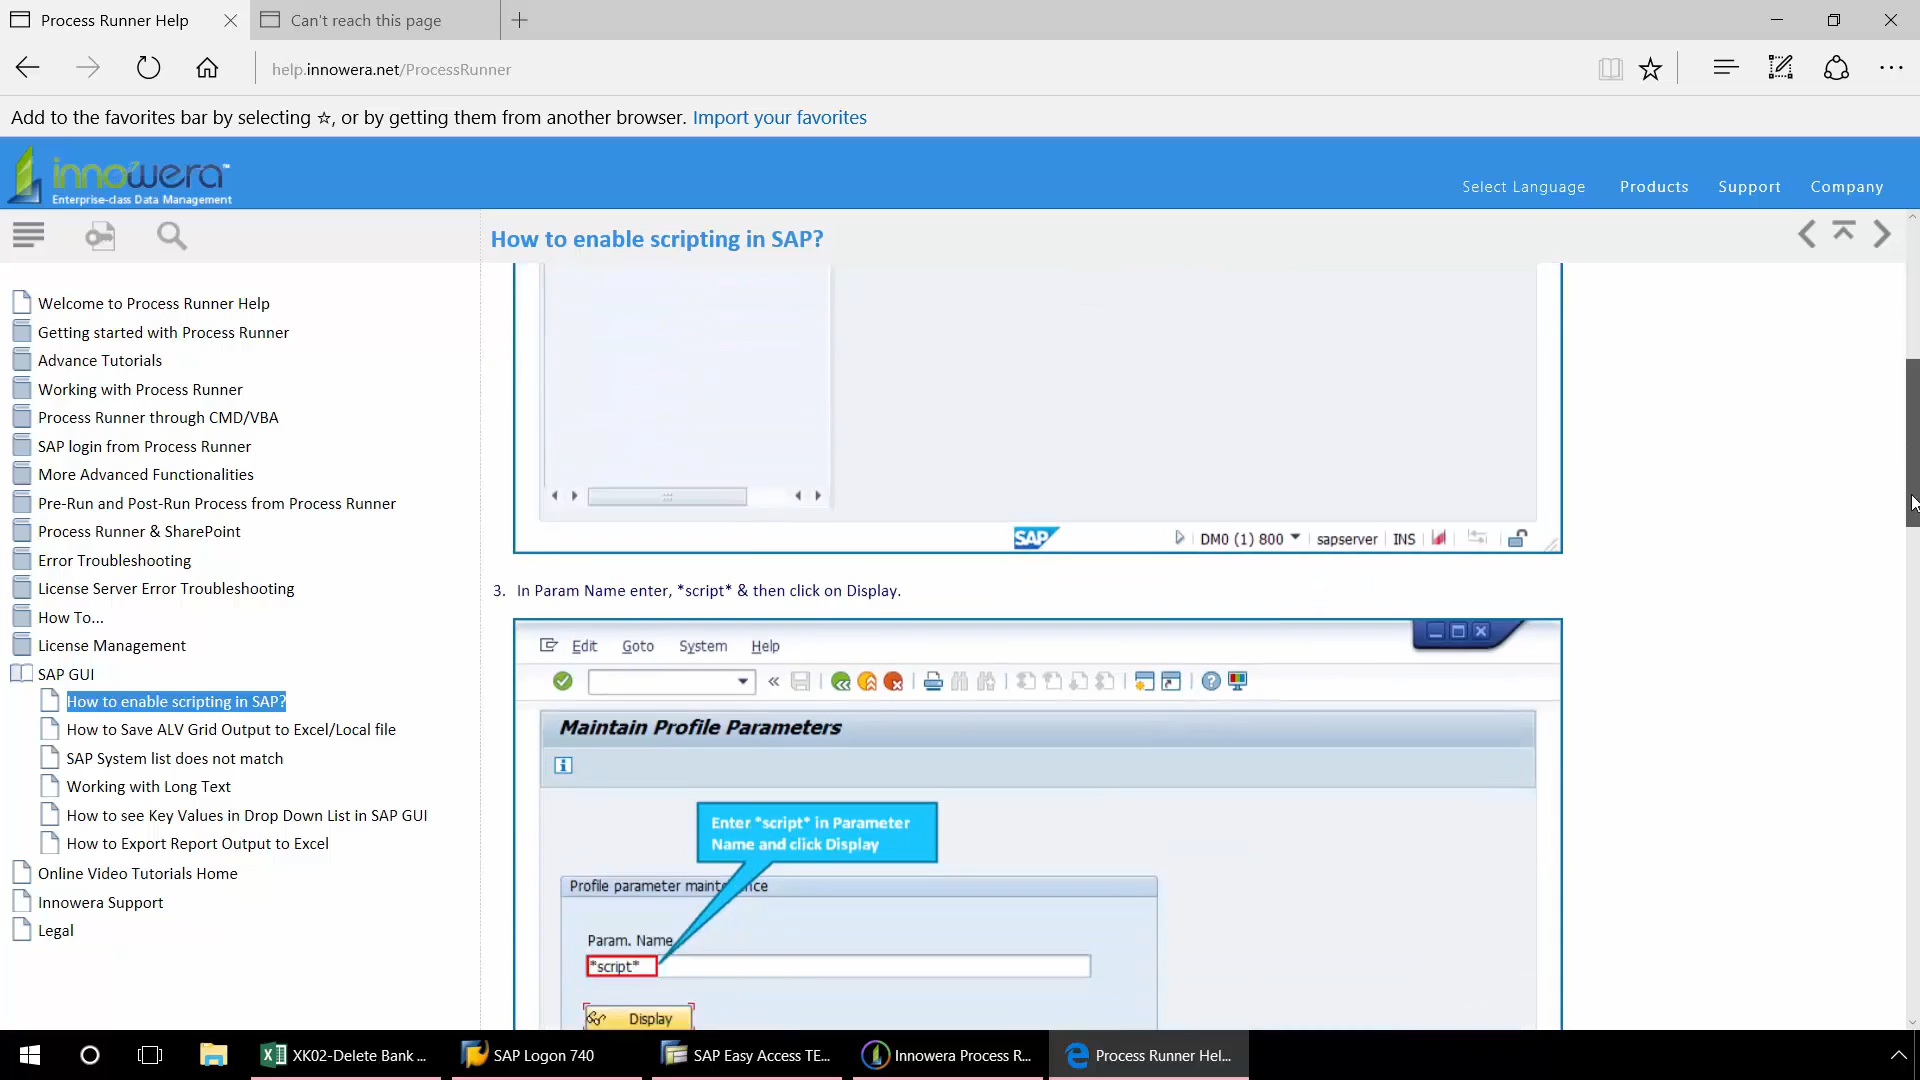 Process Runner Help
Can't reach this page
help.innowera.net/ProcessRunner
Add to the favorites bar by selecting ☆, or by getting them from another browser. Import your favorites
innowera™
Enterprise-class Data Management
Select Language
Products
Support
Company
How to enable scripting in SAP?
Welcome to Process Runner Help
Getting started with Process Runner
Advance Tutorials
Working with Process Runner
Process Runner through CMD/VBA
SAP login from Process Runner
More Advanced Functionalities
Pre-Run and Post-Run Process from Process Runner
Process Runner & SharePoint
Error Troubleshooting
License Server Error Troubleshooting
How To...
License Management
SAP GUI
How to enable scripting in SAP?
How to Save ALV Grid Output to Excel/Local file
SAP System list does not match
Working with Long Text
How to see Key Values in Drop Down List in SAP GUI
How to Export Report Output to Excel
Online Video Tutorials Home
Innowera Support
Legal
SAP
DM0 (1) 800
sapserver
INS
3. In Param Name enter, *script* & then click on Display.
Edit Goto System Help
Maintain Profile Parameters
Enter *script* in Parameter
Name and click Display
Profile parameter mainte
nce
Param. Name
*script*
Display
XK02-Delete Bank ...
SAP Logon 740
SAP Easy Access TE...
Innowera Process R...
Process Runner Hel...